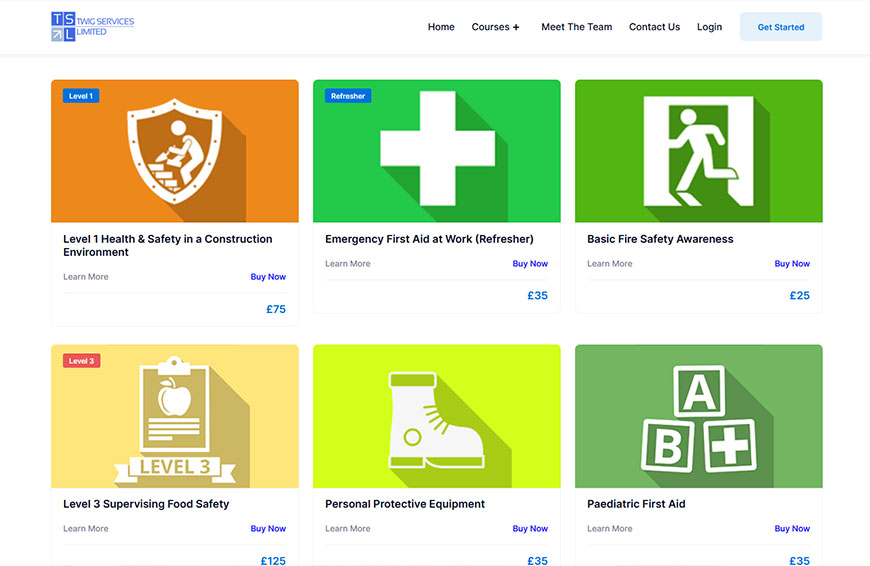 TS TWIG SERVICES
L LIMITED
Home Courses + Meet The Team Contact Us Login Get Started
Level 1
Refresher
Level 1 Health & Safety in a Construction
Environment
Learn More Buy Now
£75
Emergency First Aid at Work (Refresher)
Learn More Buy Now
£35
Basic Fire Safety Awareness
Learn More Buy Now
£25
Level 3
LEVEL 3
Level 3 Supervising Food Safety
Learn More Buy Now
£125
Personal Protective Equipment
Learn More Buy Now
£35
A
B
Paediatric First Aid
Learn More Buy Now
£35